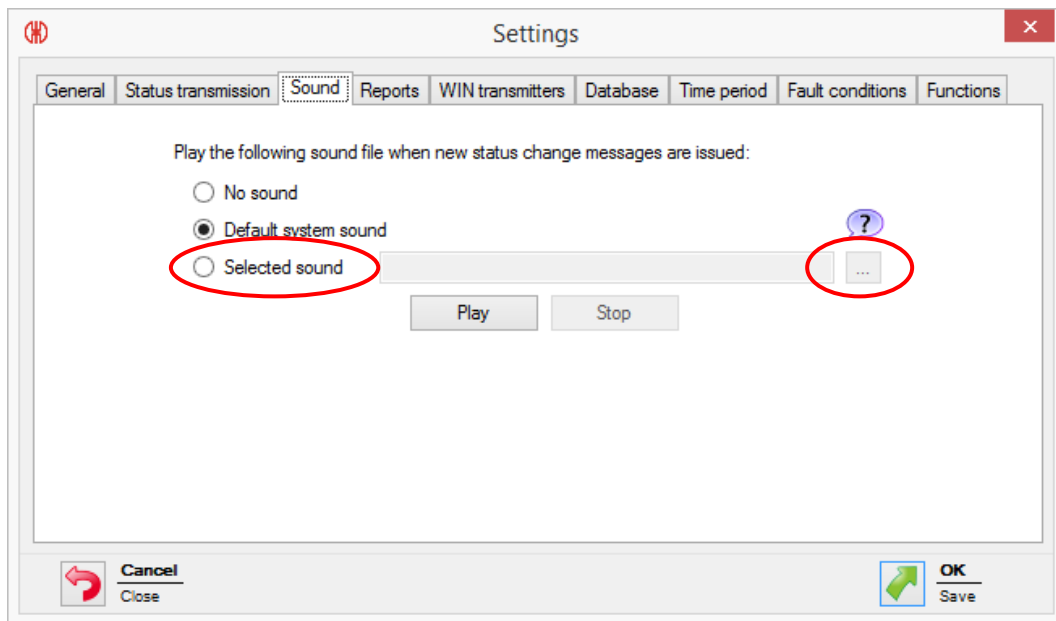 Settings
General Status transmission Sound Reports WIN transmitters Database Time period Fault conditions Functions
Play the following sound file when new status change messages are issued:
No sound
Default system sound
?
Selected sound ...
Play Stop
Cancel OK
Close Save